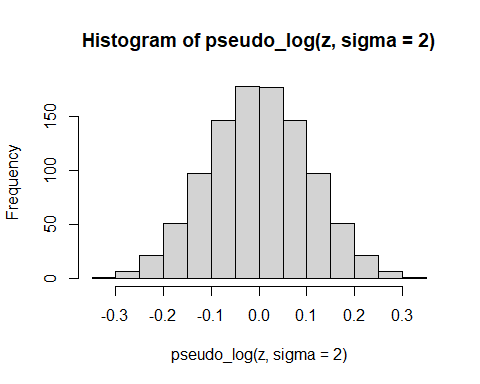 Histogram of pseudo_log(z, sigma = 2)
Frequency
150
100
50
0
-0.3 -0.2 -0.1 0.0 0.1 0.2 0.3
pseudo_log(z, sigma = 2)